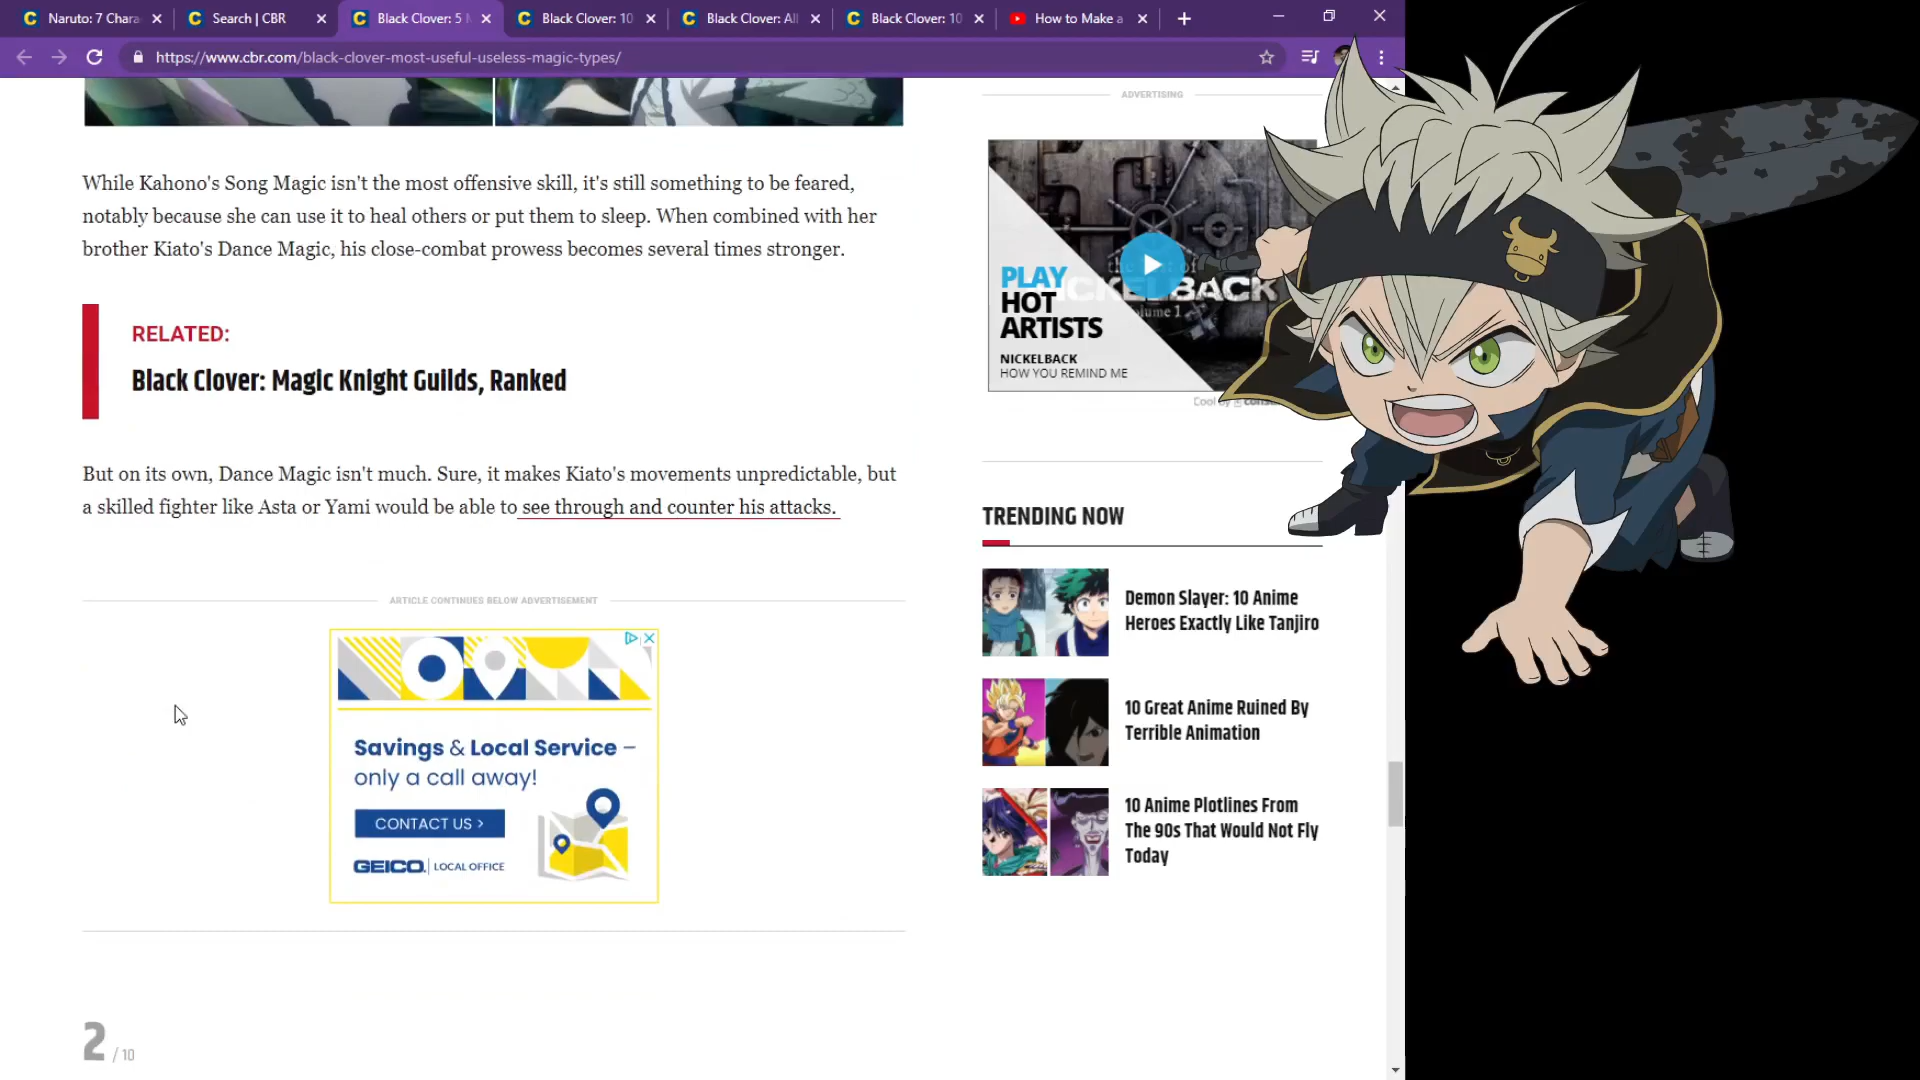 Naruto: 7 Chara
Search | CBR
Black Clover: 5 M
Black Clover: 10
Black Clover: All
Black Clover: 10
How to Make a
https://www.cbr.com/black-clover-most-useful-useless-magic-types/
While Kahono's Song Magic isn't the most offensive skill, it's still something to be feared,
notably because she can use it to heal others or put them to sleep. When combined with her
brother Kiato's Dance Magic, his close-combat prowess becomes several times stronger.
RELATED:
Black Clover: Magic Knight Guilds, Ranked
But on its own, Dance Magic isn't much. Sure, it makes Kiato's movements unpredictable, but
a skilled fighter like Asta or Yami would be able to see through and counter his attacks.
ARTICLE CONTINUES BELOW ADVERTISEMENT
Savings & Local Service –
only a call away!
CONTACT US >
GEICO. | LOCAL OFFICE
2 / 10
ADVERTISING
the best of
NICKELBACK
volume 1
PLAY
HOT
ARTISTS
NICKELBACK
HOW YOU REMIND ME
Cool by
TRENDING NOW
Demon Slayer: 10 Anime
Heroes Exactly Like Tanjiro
10 Great Anime Ruined By
Terrible Animation
10 Anime Plotlines From
The 90s That Would Not Fly
Today